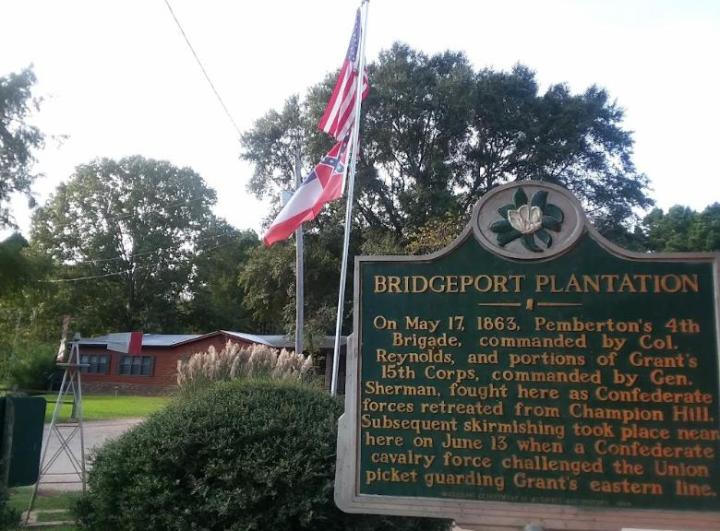 BRIDGEPORT PLANTATION
On May 17, 1863, Pemberton's 4th
Brigade, commanded by Col.
Reynolds, and portions of Grant's
15th Corps, commanded by Gen.
Sherman, fought here as Confederate
forces retreated from Champion Hill.
Subsequent skirmishing took place near
here on June 13 when a Confederate
cavalry force challenged the Union
picket guarding Grant's eastern line.